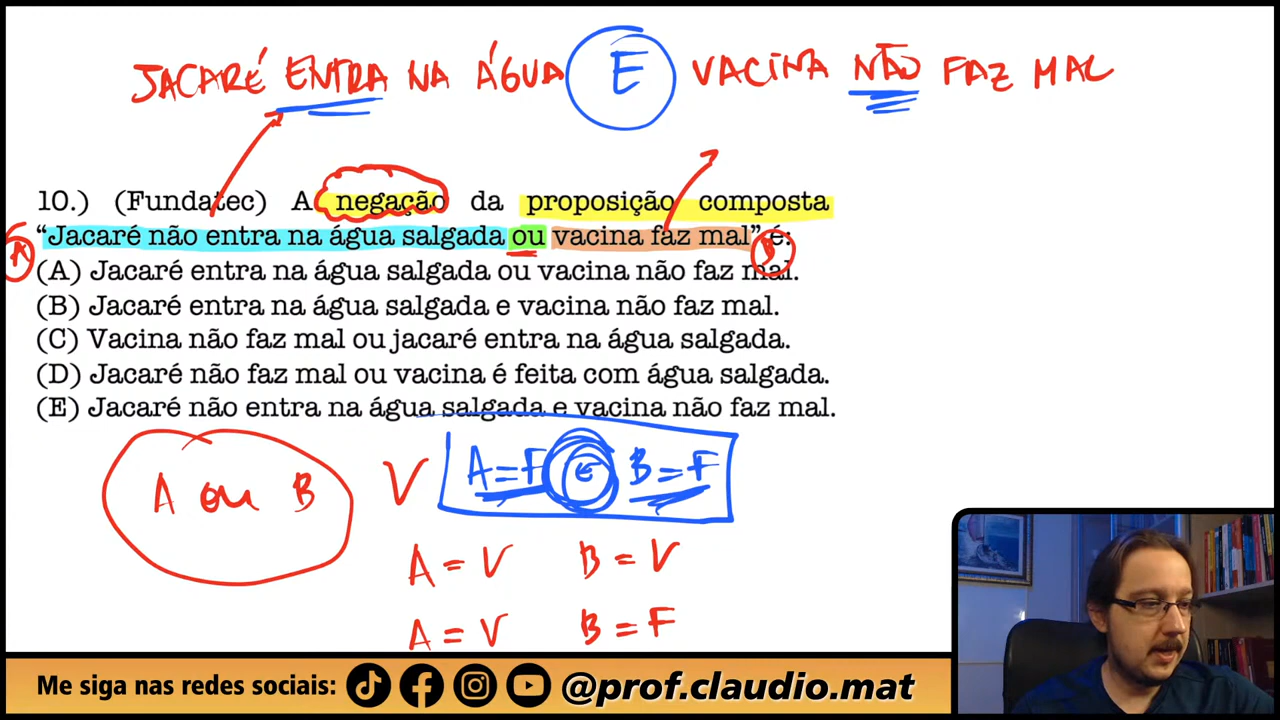 JACARÉ ENTRA NA ÁGUA E VACINA NÃO FAZ MAL
10.) (Fundatec) A negação da proposição composta
“Jacaré não entra na água salgada ou vacina faz mal” é:
A
B
(A) Jacaré entra na água salgada ou vacina não faz mal.
(B) Jacaré entra na água salgada e vacina não faz mal.
(C) Vacina não faz mal ou jacaré entra na água salgada.
(D) Jacaré não faz mal ou vacina é feita com água salgada.
(E) Jacaré não entra na água salgada e vacina não faz mal.
A ou B V A=F e B=F
A=V B=V
A=V B=F
Me siga nas redes sociais: @prof.claudio.mat